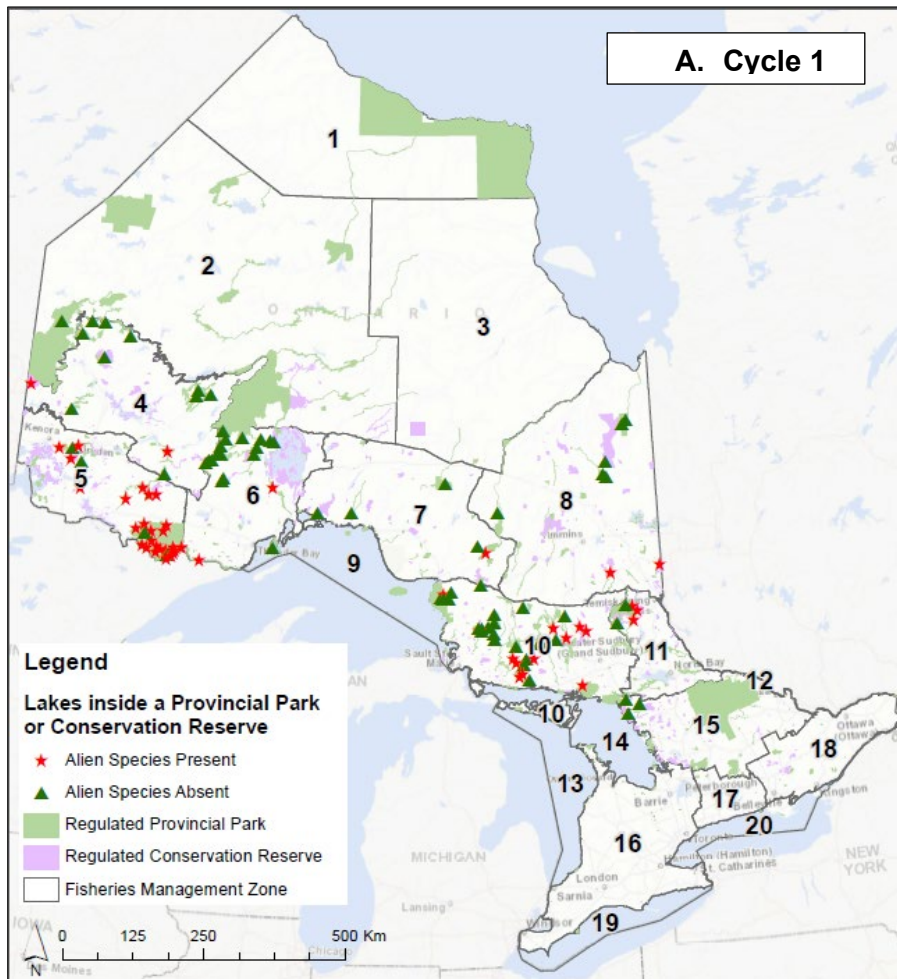 A. Cycle 1
1
2
ONTARIO
3
4
Kenora
5
6
7
8
Timmins
Thunder Bay
9
10
Sault Ste
Greater Sudbury
(Grand Sudbury)
11
North Bay
12
10
14
15
Ottawa
(Ottawa)
18
13
Barrie
Peterborough
17
Belleville
Kingston
20
Toronto
16
Hamilton (Hamilton)
St. Catharines
NEW
YORK
MICHIGAN
London
Sarnia
Lansing
Windsor
19
Chicago
IOWA
Des Moines
Legend
Lakes inside a Provincial Park
or Conservation Reserve
Alien Species Present
Alien Species Absent
Regulated Provincial Park
Regulated Conservation Reserve
Fisheries Management Zone
0 125 250 500 Km
N